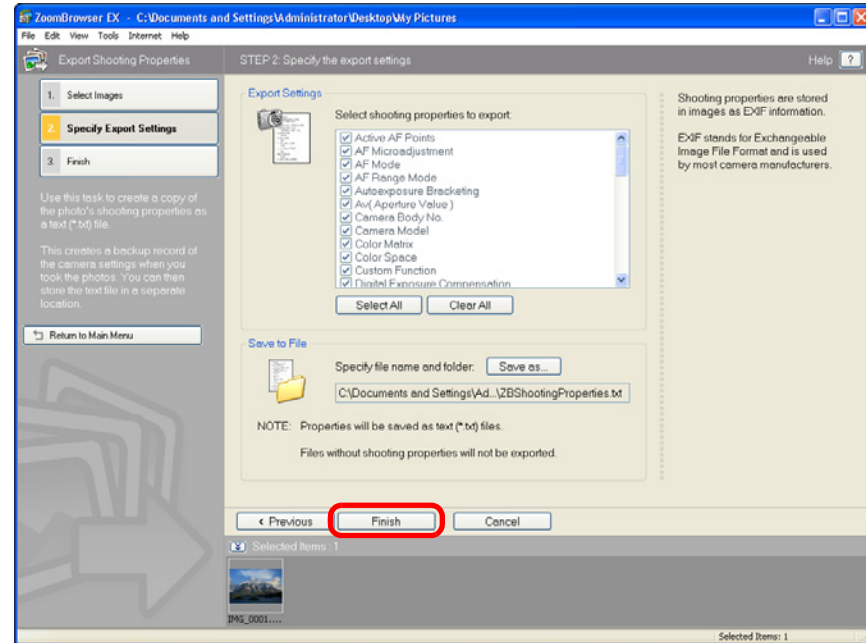 ZoomBrowser EX - C:\Documents and Settings\Administrator\Desktop\My Pictures
File Edit View Tools Internet Help
Export Shooting Properties
STEP 2: Specify the export settings
Help ?
1. Select Images
2. Specify Export Settings
3. Finish
Use this task to create a copy of
the photo's shooting properties as
a text (*.txt) file.
This creates a backup record of
the camera settings when you
took the photos. You can then
store the text file in a separate
location.
Return to Main Menu
Export Settings
Select shooting properties to export:
Active AF Points
AF Microadjustment
AF Mode
AF Range Mode
Autoexposure Bracketing
Av( Aperture Value )
Camera Body No.
Camera Model
Color Matrix
Color Space
Custom Function
Digital Exposure Compensation
Select All
Clear All
Save to File
Specify file name and folder:
Save as...
C:\Documents and Settings\Ad...\ZBShootingProperties.txt
NOTE: Properties will be saved as text (*.txt) files.
Files without shooting properties will not be exported.
Shooting properties are stored
in images as EXIF information.
EXIF stands for Exchangeable
Image File Format and is used
by most camera manufacturers.
< Previous
Finish
Cancel
Selected Items : 1
IMG_0001....
Selected Items: 1